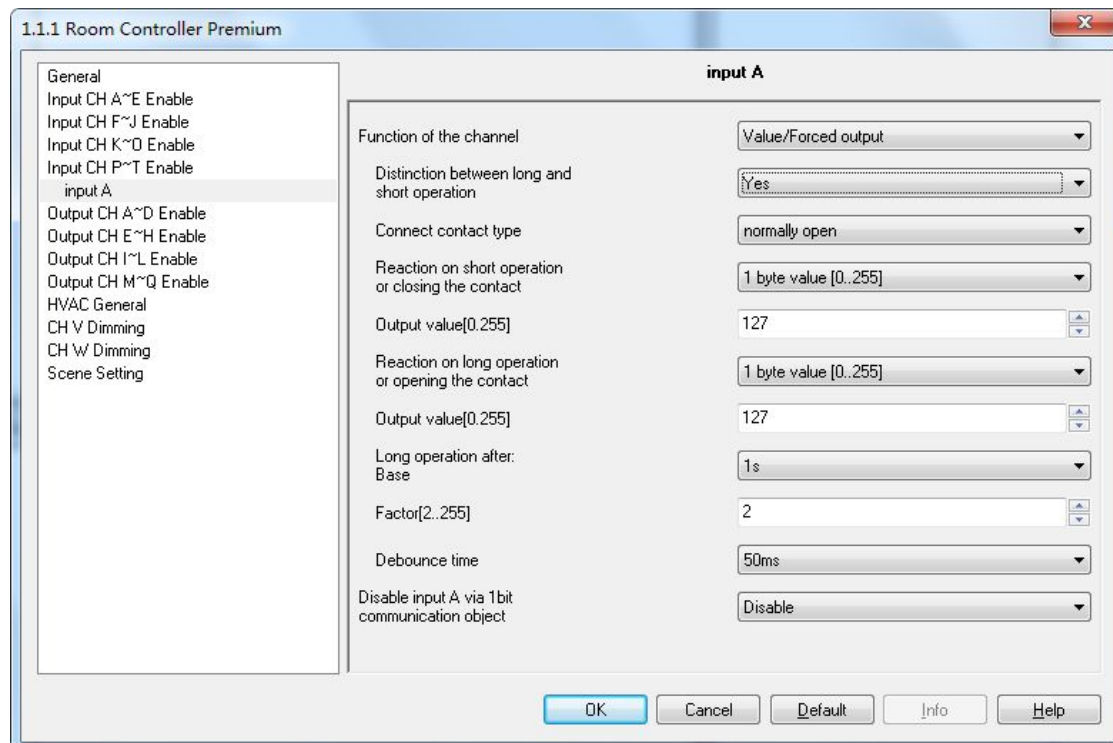 1.1.1 Room Controller Premium
General
Input CH A~E Enable
Input CH F~J Enable
Input CH K~O Enable
Input CH P~T Enable
input A
Output CH A~D Enable
Output CH E~H Enable
Output CH I~L Enable
Output CH M~Q Enable
HVAC General
CH V Dimming
CH W Dimming
Scene Setting
input A
Function of the channel
Value/Forced output
Distinction between long and
short operation
Yes
Connect contact type
normally open
Reaction on short operation
or closing the contact
1 byte value [0..255]
Output value[0.255]
127
Reaction on long operation
or opening the contact
1 byte value [0..255]
Output value[0.255]
127
Long operation after:
Base
1s
Factor[2..255]
2
Debounce time
50ms
Disable input A via 1bit
communication object
Disable
OK
Cancel
Default
Info
Help